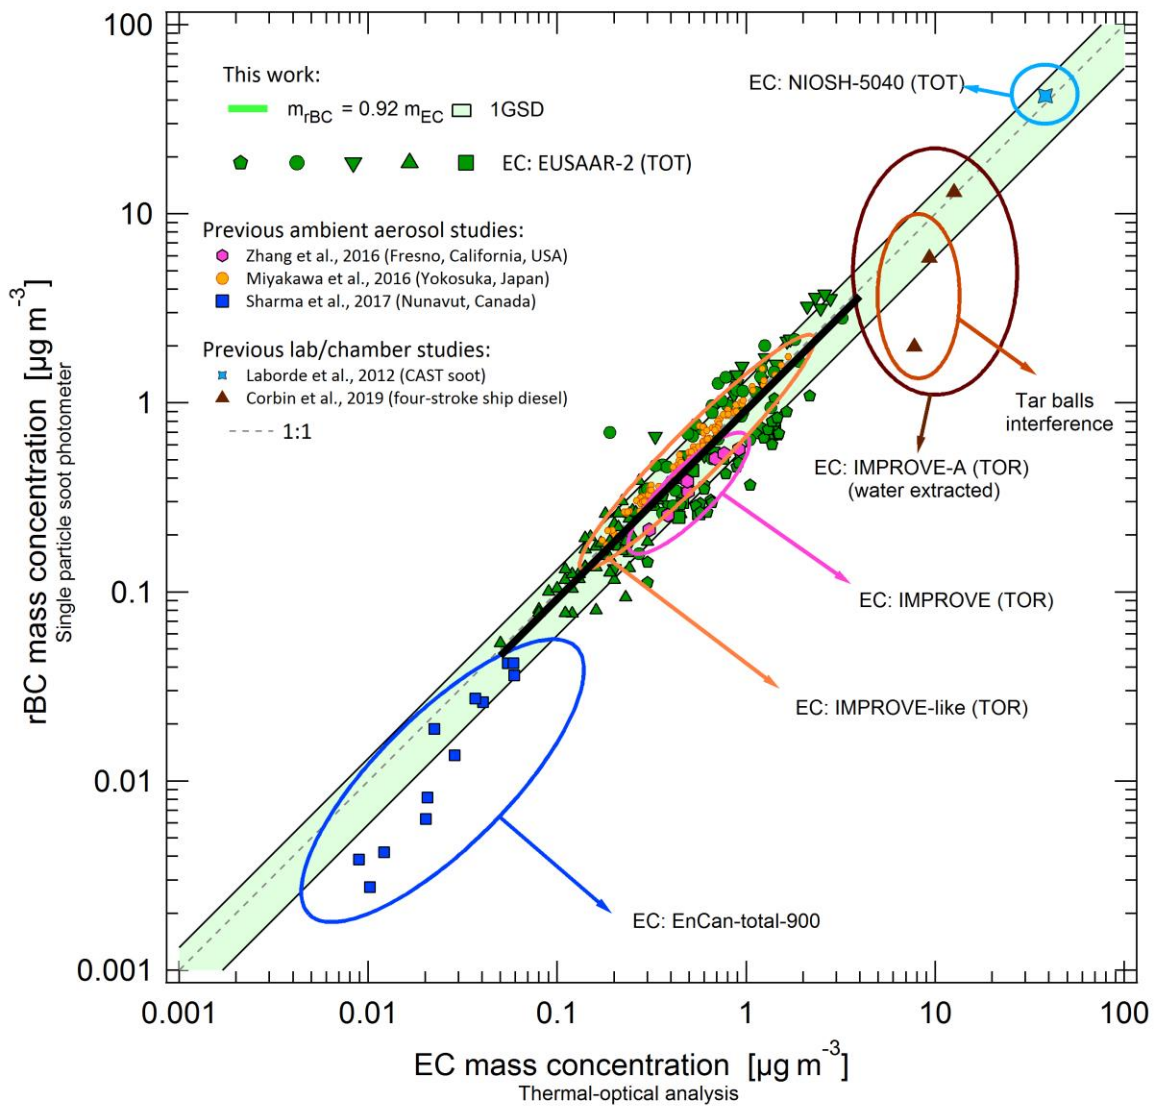 100
10
1
0.1
0.01
0.001
rBC mass concentration [µg m-3]
Single particle soot photometer
This work:
mrBC = 0.92 mEC 1GSD
EC: EUSAAR-2 (TOT)
Previous ambient aerosol studies:
Zhang et al., 2016 (Fresno, California, USA)
Miyakawa et al., 2016 (Yokosuka, Japan)
Sharma et al., 2017 (Nunavut, Canada)
Previous lab/chamber studies:
Laborde et al., 2012 (CAST soot)
Corbin et al., 2019 (four-stroke ship diesel)
1:1
EC: NIOSH-5040 (TOT)
Tar balls
interference
EC: IMPROVE-A (TOR)
(water extracted)
EC: IMPROVE (TOR)
EC: IMPROVE-like (TOR)
EC: EnCan-total-900
0.001 0.01 0.1 1 10 100
EC mass concentration [µg m-3]
Thermal-optical analysis